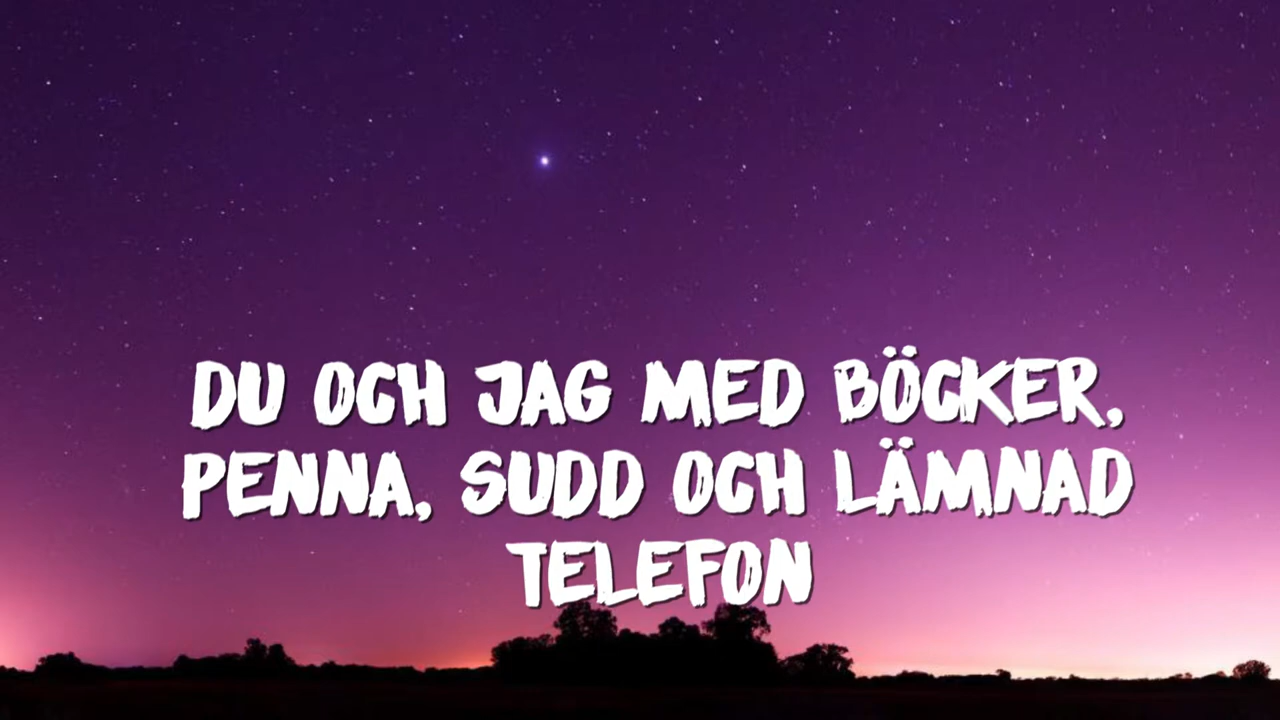 DU OCH JAG MED BÖCKER,
PENNA, SUDD OCH LÄMNAD
TELEFON